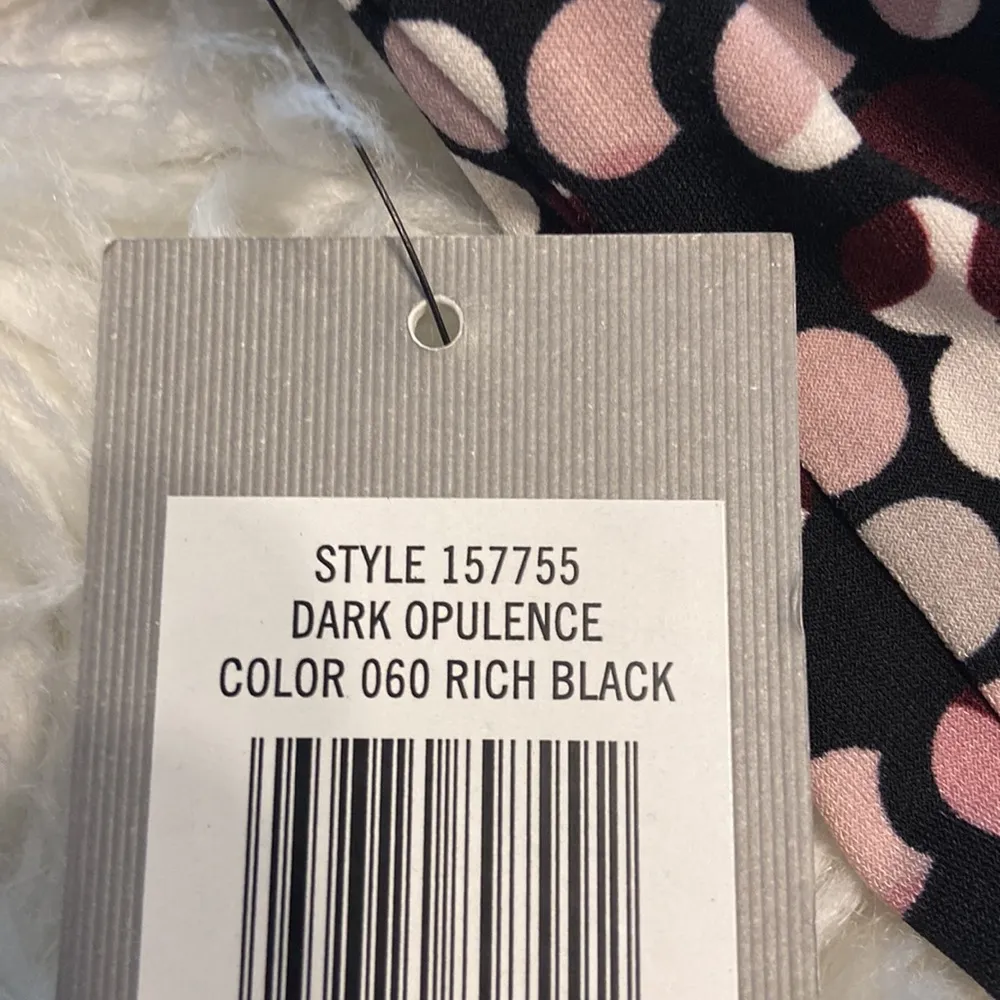 STYLE 157755
DARK OPULENCE
COLOR 060 RICH BLACK